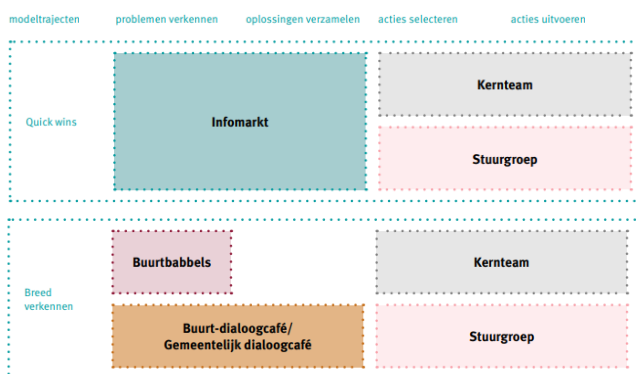 modeltrajecten problemen verkennen oplossingen verzamelen acties selecteren acties uitvoeren
Quick wins
Infomarkt
Kernteam
Stuurgroep
Breed
verkennen
Buurtbabbels
Buurt-dialoogcafé/
Gemeentelijk dialoogcafé
Kernteam
Stuurgroep